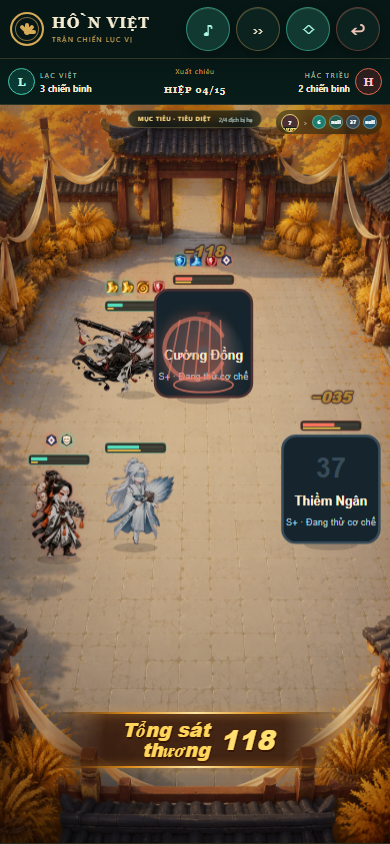 HỒN VIỆT
TRẬN CHIẾN LỤC VỊ
♪
››
L
LẠC VIỆT
3 chiến binh
Xuất chiêu
HIỆP 04/15
HẮC TRIỀU
2 chiến binh
H
MỤC TIÊU · TIÊU DIỆT
2/4 địch bị hạ
7
›
6
37
−118
Cường Đồng
S+ · Đang thử cơ chế
−035
37
Thiềm Ngân
S+ · Đang thử cơ chế
Tổng sát
thương
118